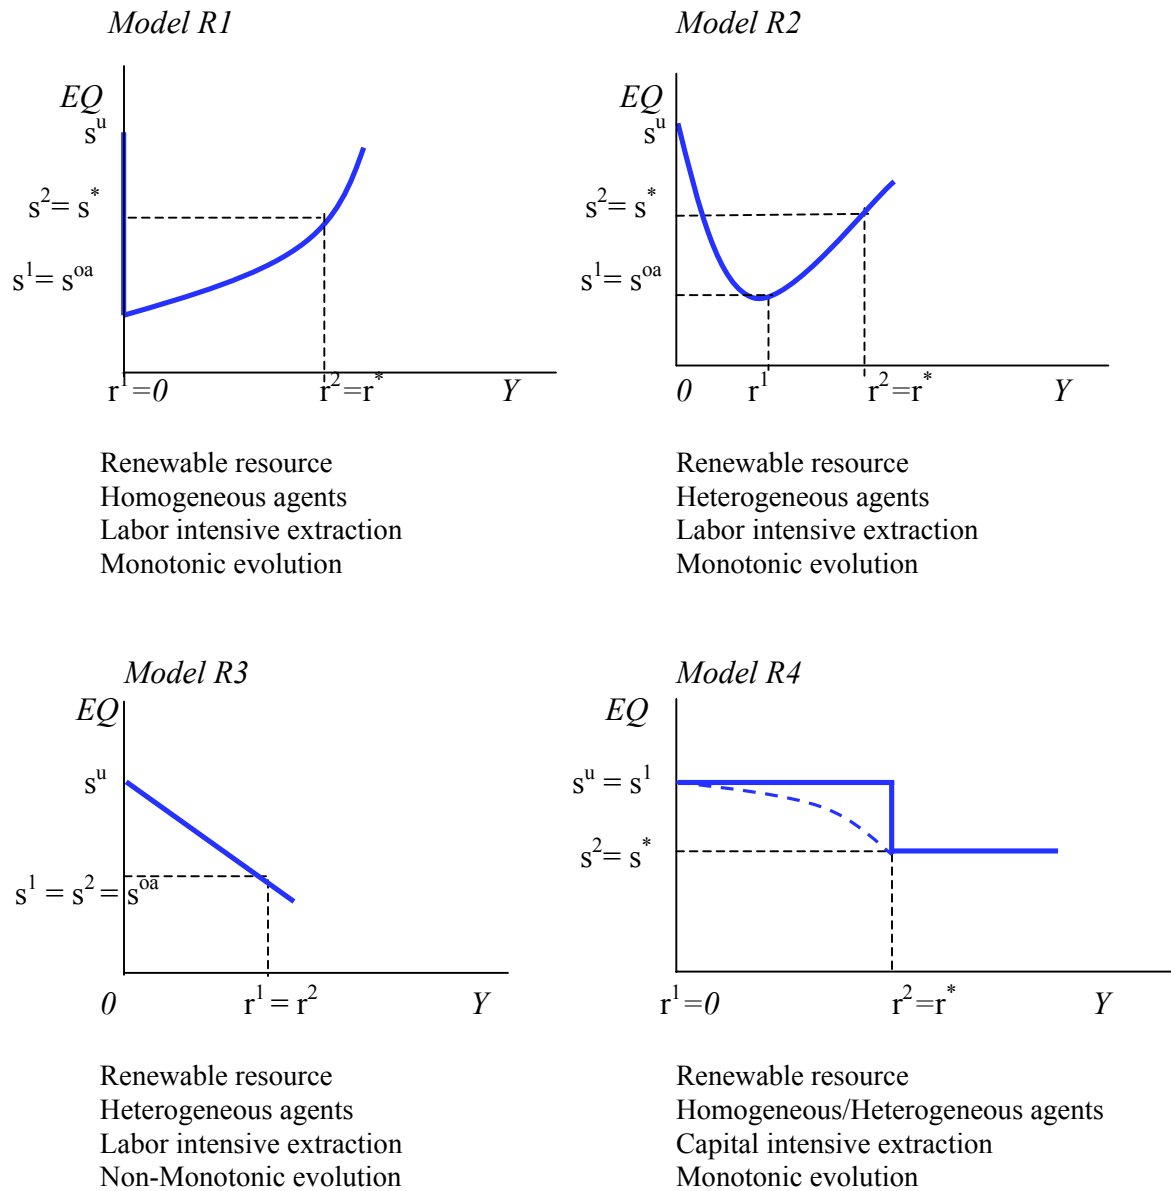 Model R1
EQ
s^u
s^2= s^*
s^1= s^oa
r^1=0
r^2=r^*
Y
Renewable resource
Homogeneous agents
Labor intensive extraction
Monotonic evolution
Model R2
EQ
s^u
s^2= s^*
s^1= s^oa
0
r^1
r^2=r^*
Y
Renewable resource
Heterogeneous agents
Labor intensive extraction
Monotonic evolution
Model R3
EQ
s^u
s^1 = s^2 = s^oa
0
r^1 = r^2
Y
Renewable resource
Heterogeneous agents
Labor intensive extraction
Non-Monotonic evolution
Model R4
EQ
s^u = s^1
s^2= s^*
r^1=0
r^2=r^*
Y
Renewable resource
Homogeneous/Heterogeneous agents
Capital intensive extraction
Monotonic evolution